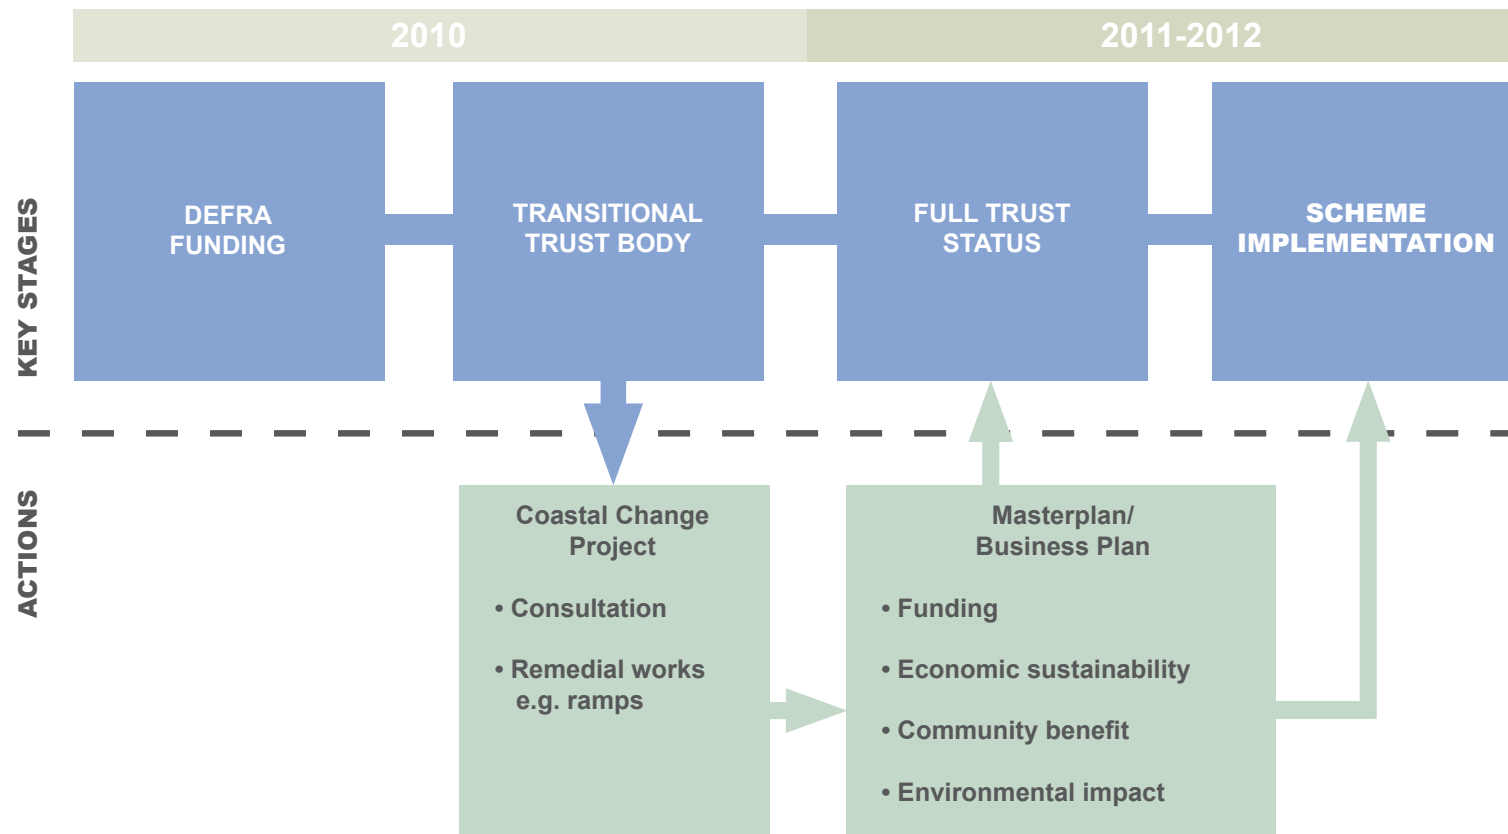 2010
2011-2012
KEY STAGES
DEFRA
FUNDING
TRANSITIONAL
TRUST BODY
FULL TRUST
STATUS
SCHEME
IMPLEMENTATION
ACTIONS
Coastal Change
Project
• Consultation
• Remedial works
e.g. ramps
Masterplan/
Business Plan
• Funding
• Economic sustainability
• Community benefit
• Environmental impact